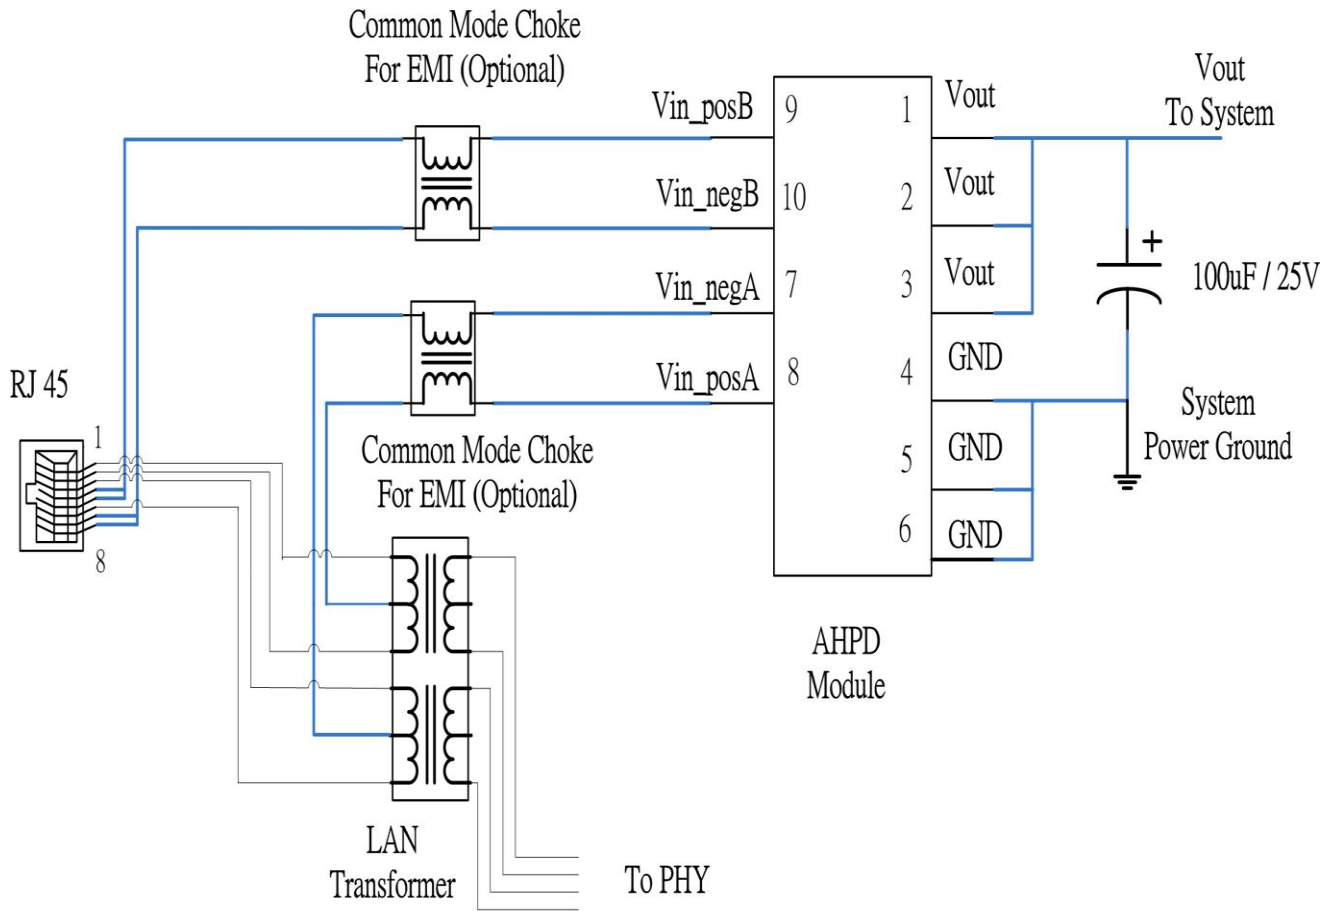 Common Mode Choke
For EMI (Optional)
Vin_posB
9
1
Vout
Vout
To System
Vin_negB
10
2
Vout
Vin_negA
7
3
Vout
+
100uF / 25V
Vin_posA
8
4
GND
System
Power Ground
RJ 45
1
8
Common Mode Choke
For EMI (Optional)
5
GND
6
GND
AHPD
Module
LAN
Transformer
To PHY